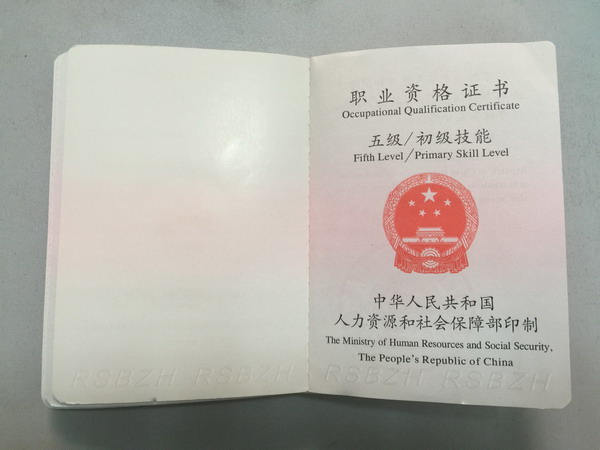 职业资格证书
Occupational Qualification Certificate
五级/初级技能
Fifth Level/Primary Skill Level
中华人民共和国
人力资源和社会保障部印制
The Ministry of Human Resources and Social Security,
The People's Republic of China
RSBZH RSBZH RSBZH RSBZH